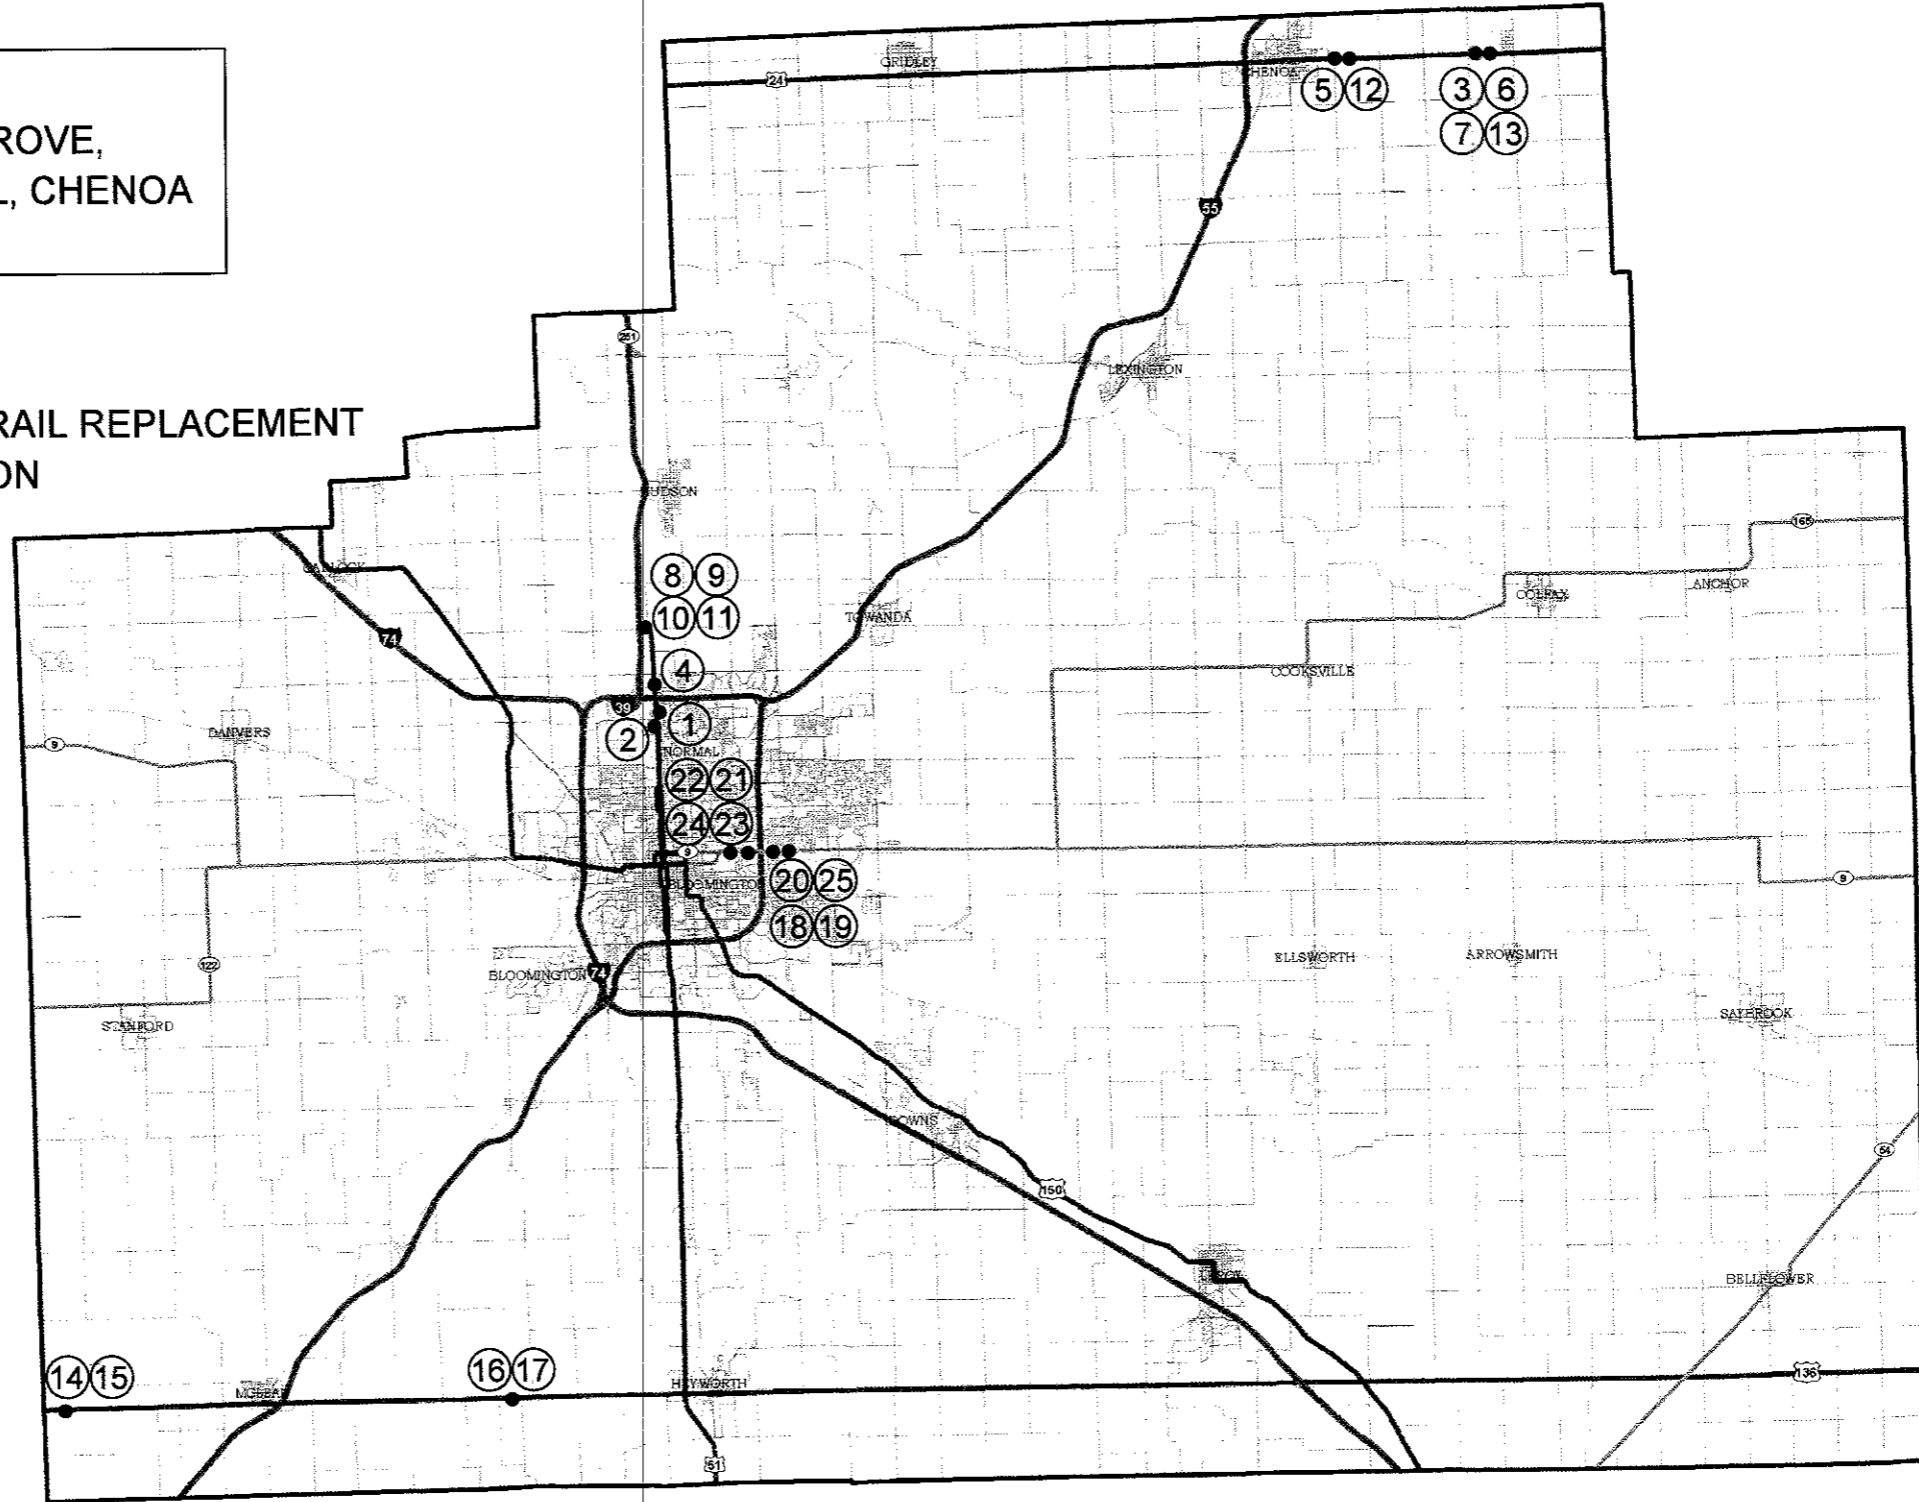 ROVE,
L, CHENOA
RAIL REPLACEMENT
ON
24
GRIDLEY
CHENOA
5 12
3 6
7 13
55
251
LEXINGTON
HUDSON
165
CARLOCK
ANCHOR
COLFAX
8 9
10 11
TOWANDA
74
4
COOKSVILLE
39
1
2
DANVERS
9
NORMAL
22 21
24 23
9
BLOOMINGTON
20 25
18 19
9
122
BLOOMINGTON
74
ELLSWORTH
ARROWSMITH
STANFORD
SAYBROOK
DOWNS
54
150
LEROY
BELLFLOWER
14 15
MCLEAN
16 17
HEYWORTH
136
51